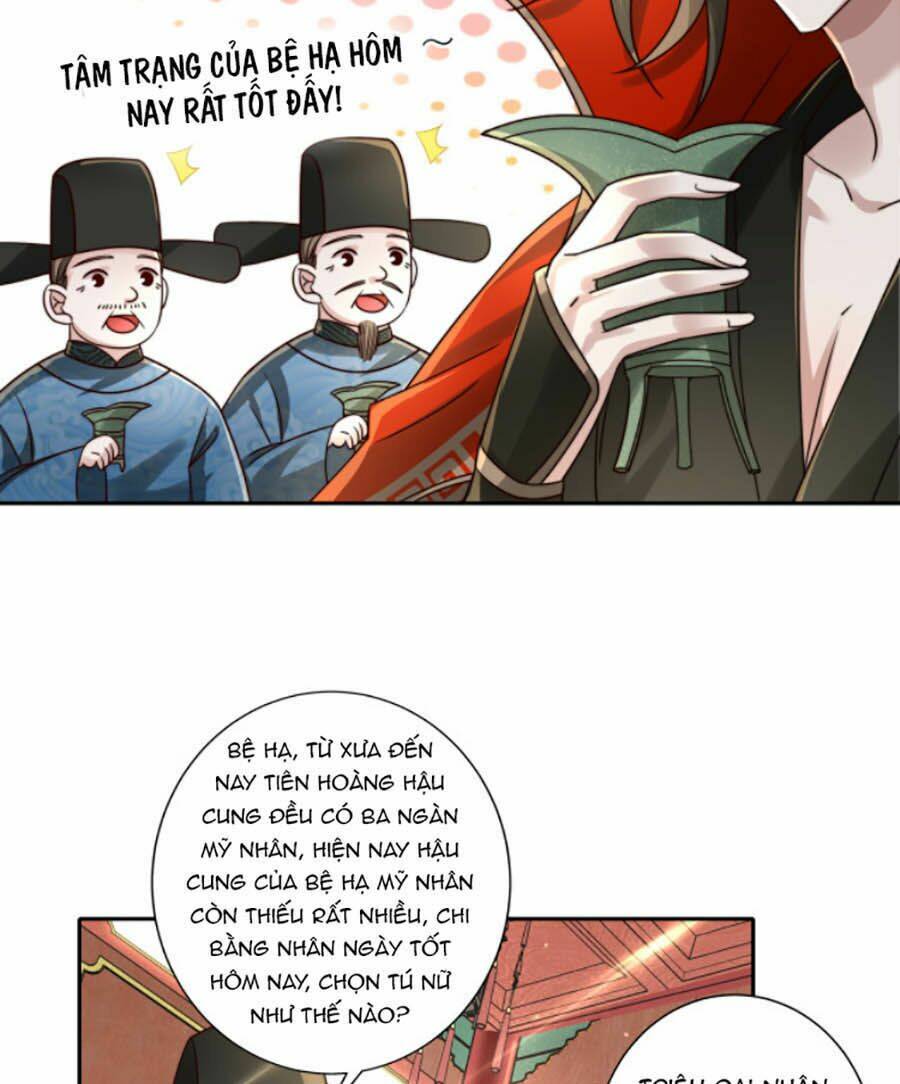 TÂM TRẠNG CỦA BỆ HẠ HÔM
NAY RẤT TỐT ĐẤY!
BỆ HẠ, TỪ XƯA ĐẾN
NAY TIÊN HOÀNG HẬU
CUNG ĐỀU CÓ BA NGÀN
MỸ NHÂN, HIỆN NAY HẬU
CUNG CỦA BỆ HẠ MỸ NHÂN
CÒN THIẾU RẤT NHIỀU, CHI
BẰNG NHÂN NGÀY TỐT
HÔM NAY, CHỌN TÚ NỮ
NHƯ THẾ NÀO?